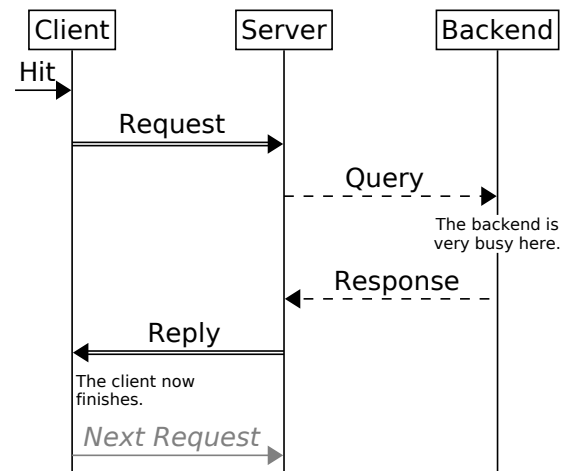 Client
Server
Backend
Hit
Request
Query
The backend is
very busy here.
Response
Reply
The client now
finishes.
Next Request